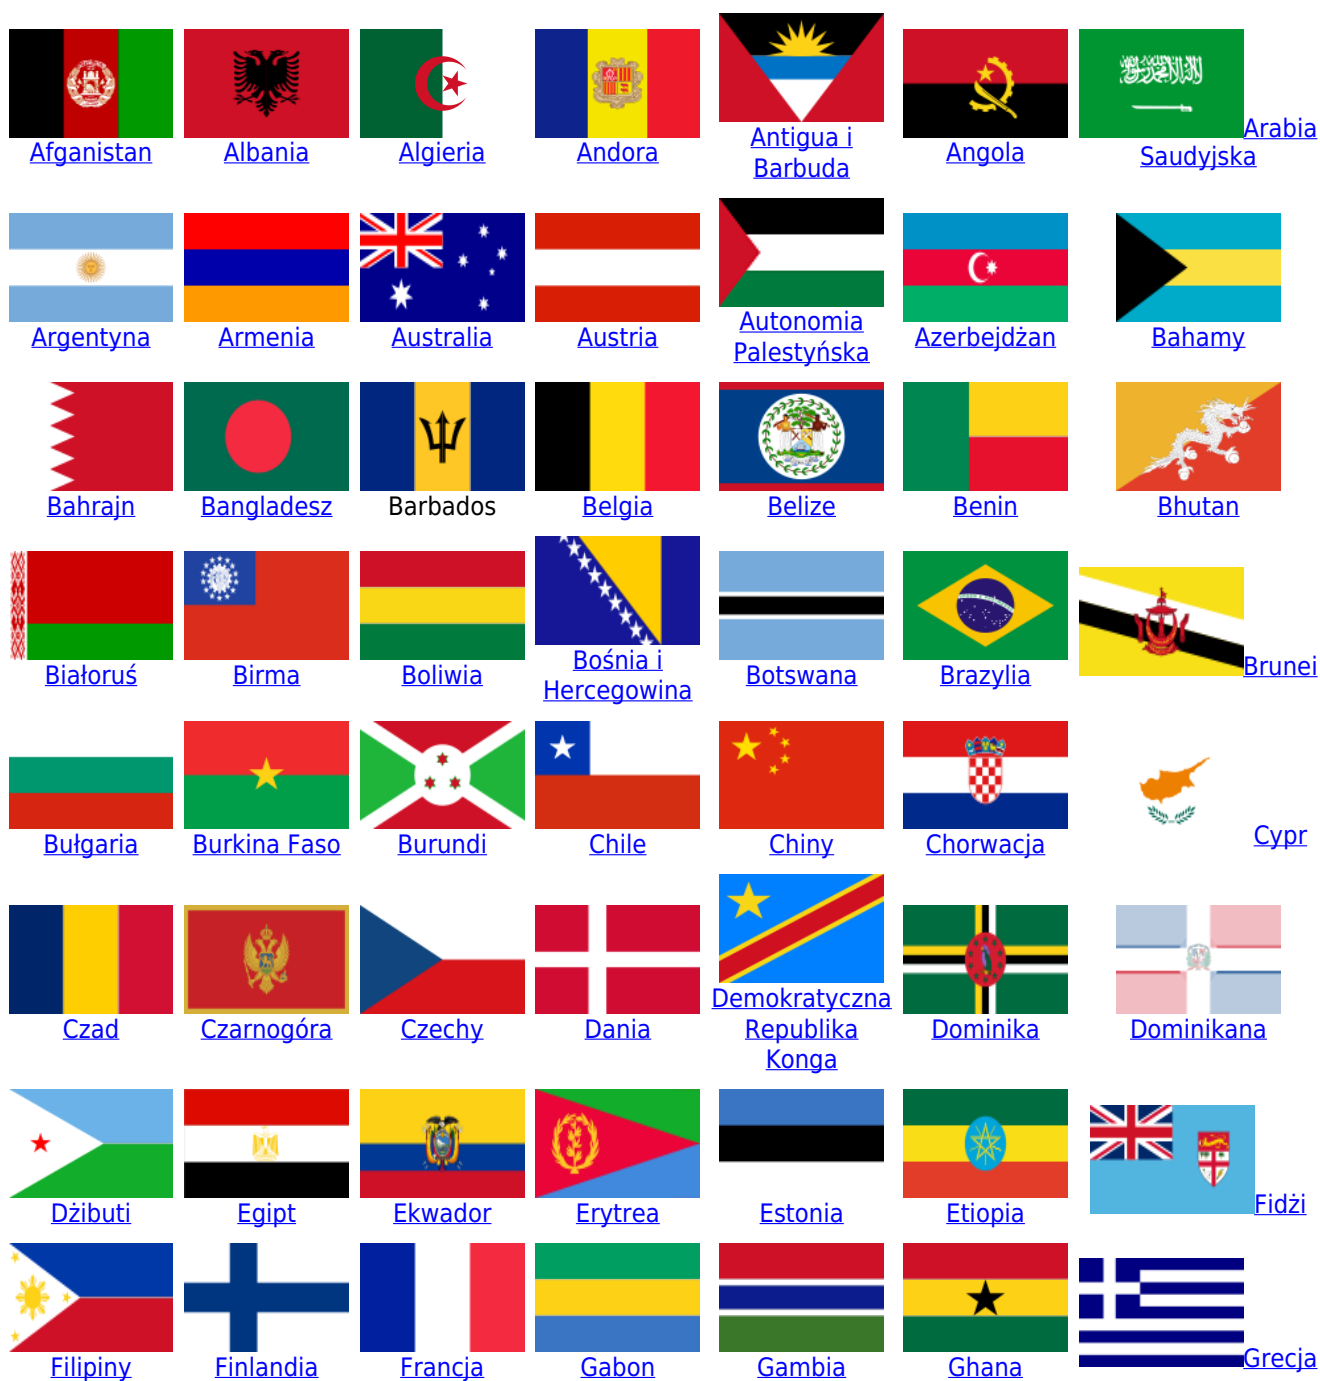 Afganistan
Albania
Algieria
Andora
Antigua i
Barbuda
Angola
Arabia
Saudyjska
Argentyna
Armenia
Australia
Austria
Autonomia
Palestyńska
Azerbejdżan
Bahamy
Bahrajn
Bangladesz
Barbados
Belgia
Belize
Benin
Bhutan
Białoruś
Birma
Boliwia
Bośnia i
Hercegowina
Botswana
Brazylia
Brunei
Bułgaria
Burkina Faso
Burundi
Chile
Chiny
Chorwacja
Cypr
Czad
Czarnogóra
Czechy
Dania
Demokratyczna
Republika
Konga
Dominika
Dominikana
Dżibuti
Egipt
Ekwador
Erytrea
Estonia
Etiopia
Fidżi
Filipiny
Finlandia
Francja
Gabon
Gambia
Ghana
Grecja